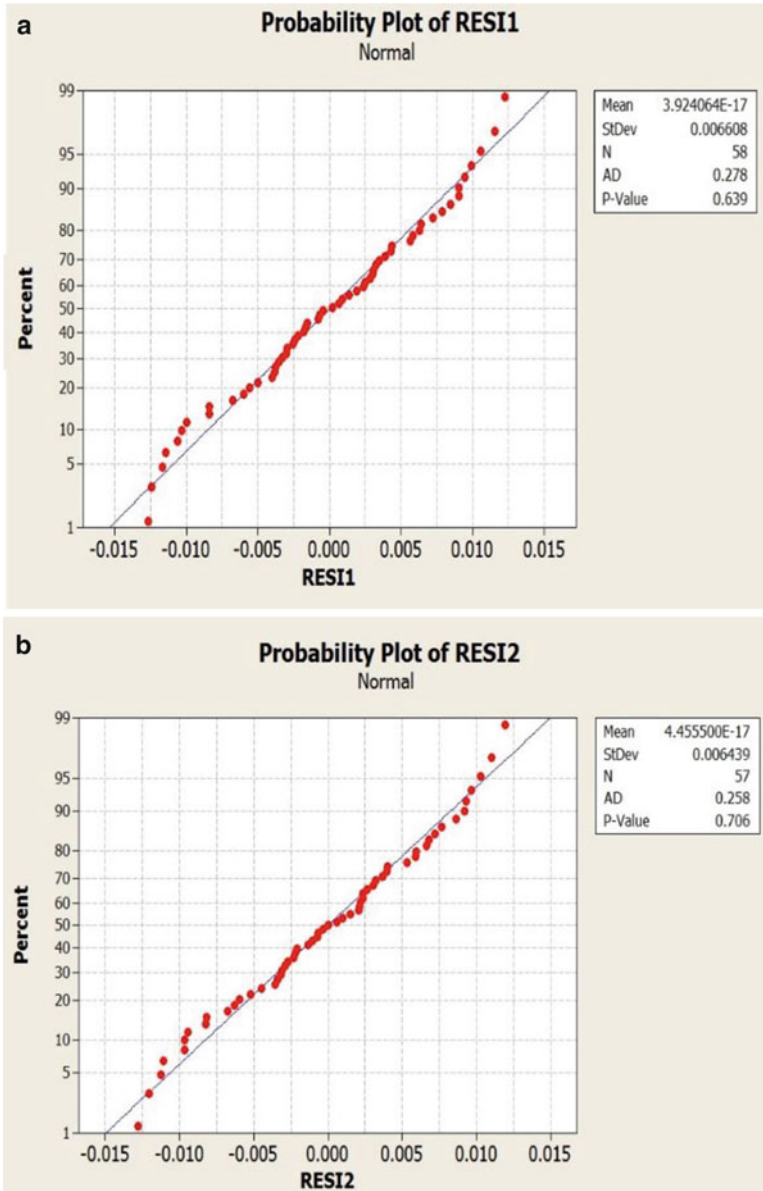 a
Probability Plot of RESI1
Normal
99
95
90
80
70
60
50
40
30
20
10
5
1
Percent
-0.015 -0.010 -0.005 0.000 0.005 0.010 0.015
RESI1
Mean 3.924064E-17
StDev 0.006608
N 58
AD 0.278
P-Value 0.639
b
Probability Plot of RESI2
Normal
99
95
90
80
70
60
50
40
30
20
10
5
1
Percent
-0.015 -0.010 -0.005 0.000 0.005 0.010 0.015
RESI2
Mean 4.455500E-17
StDev 0.006439
N 57
AD 0.258
P-Value 0.706